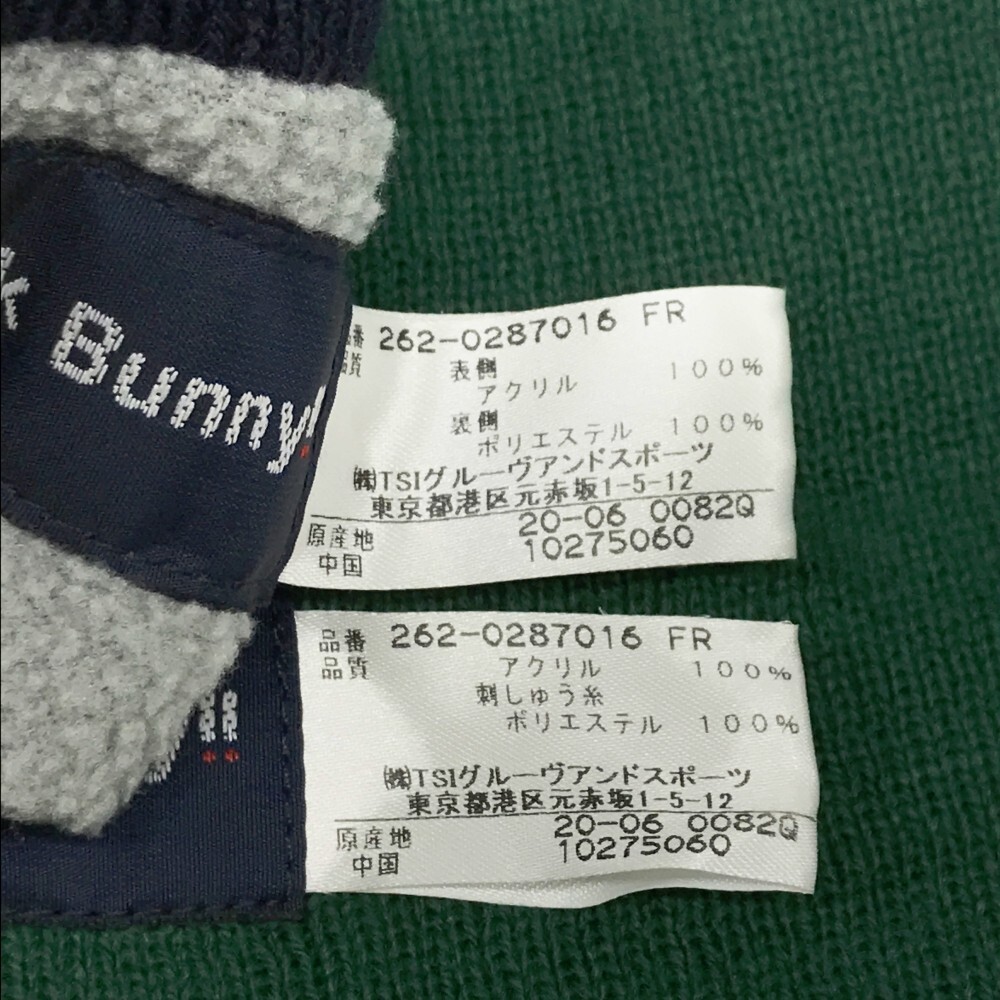 k Bunny!!
品番 262-0287016 FR
品質
表側 100%
アクリル
裏側 100%
ポリエステル
㈱TSIグルーヴアンドスポーツ
東京都港区元赤坂1-5-12
20-06 0082Q
原産地 10275060
中国
品番 262-0287016 FR
品質 アクリル 100%
刺しゅう糸
ポリエステル 100%
㈱TSIグルーヴアンドスポーツ
東京都港区元赤坂1-5-12
20-06 0082Q
原産地 10275060
中国